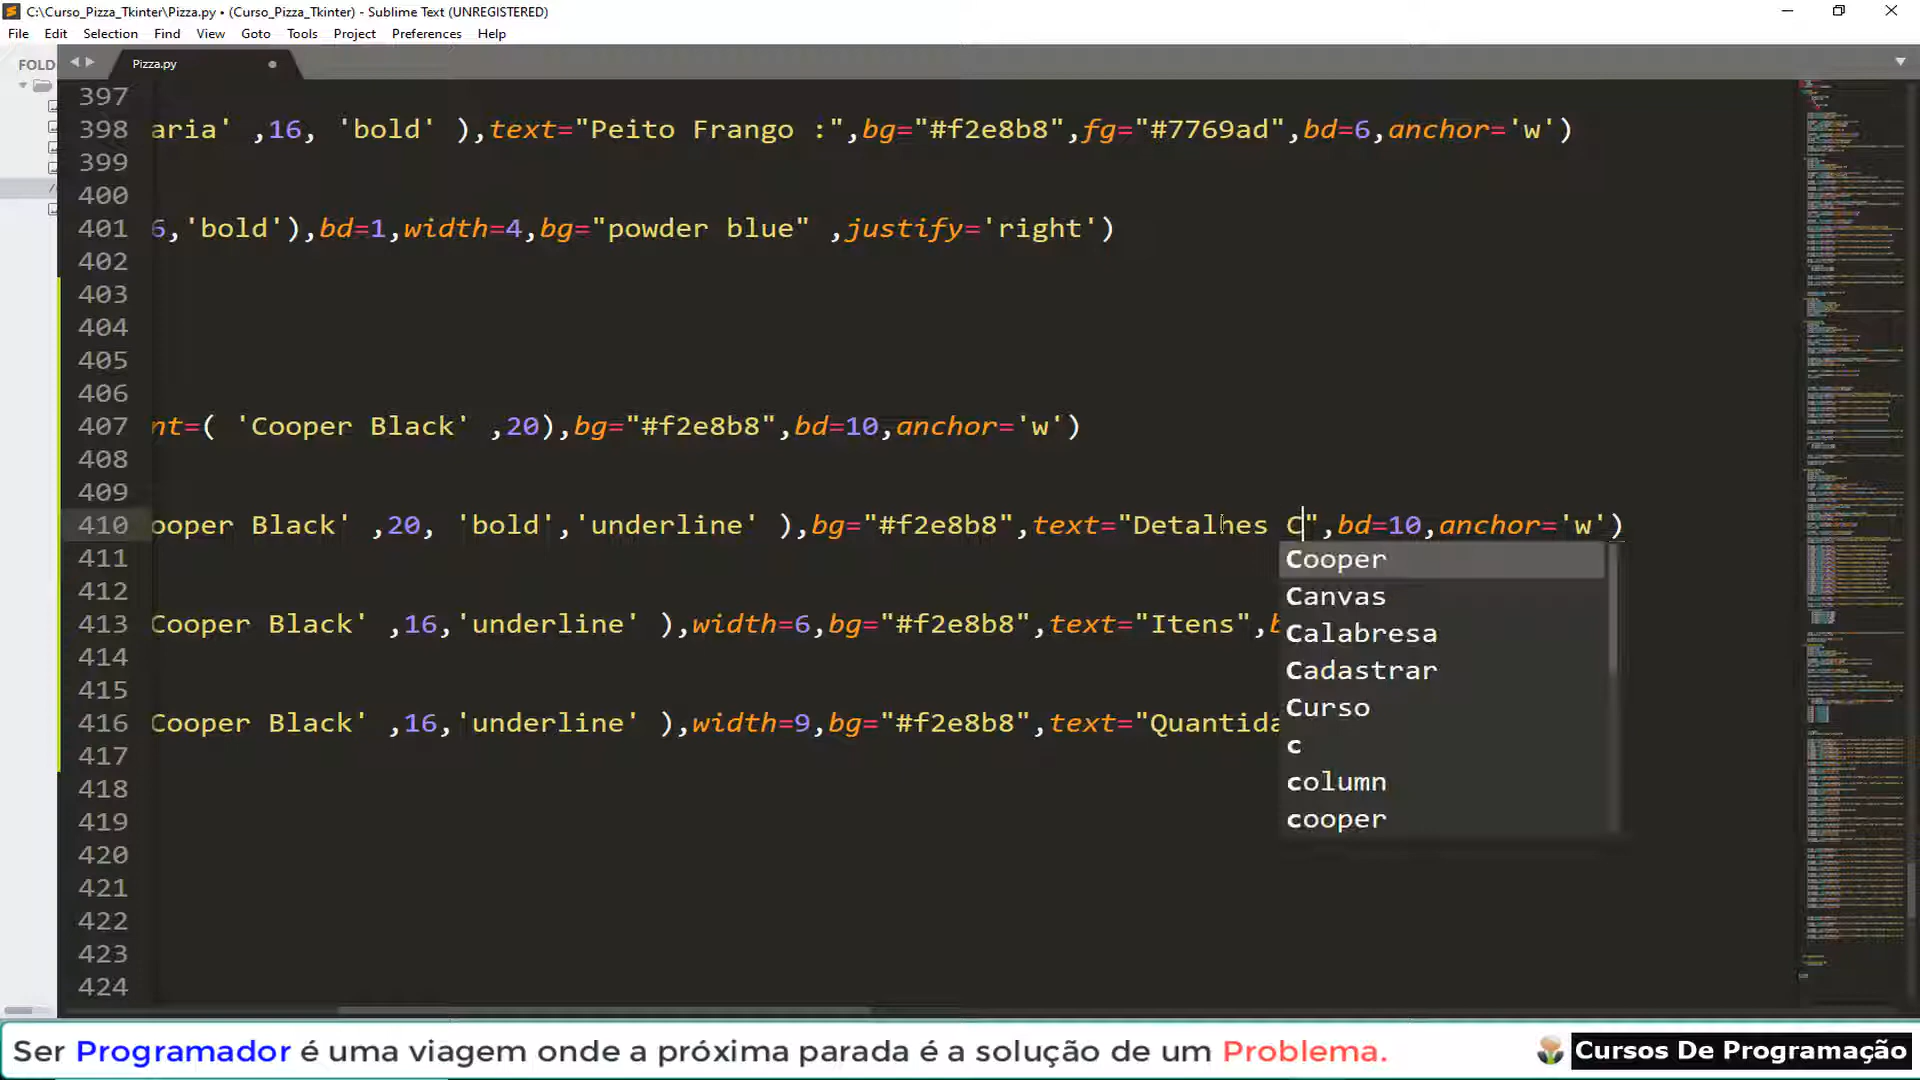 C:\Curso_Pizza_Tkinter\Pizza.py • (Curso_Pizza_Tkinter) - Sublime Text (UNREGISTERED)
File Edit Selection Find View Goto Tools Project Preferences Help
FOLD
Pizza.py
397
398 aria' ,16, 'bold' ),text="Peito Frango :",bg="#f2e8b8",fg="#7769ad",bd=6,anchor='w')
399
400
401 6,'bold'),bd=1,width=4,bg="powder blue" ,justify='right')
402
403
404
405
406
407 nt=( 'Cooper Black' ,20),bg="#f2e8b8",bd=10,anchor='w')
408
409
410 ooper Black' ,20, 'bold','underline' ),bg="#f2e8b8",text="Detalhes C",bd=10,anchor='w')
411
Cooper
412
Canvas
413 Cooper Black' ,16,'underline' ),width=6,bg="#f2e8b8",text="Itens",b
Calabresa
414
Cadastrar
415
Curso
416 Cooper Black' ,16,'underline' ),width=9,bg="#f2e8b8",text="Quantida
c
417
column
418
cooper
419
420
421
422
423
424
Ser Programador é uma viagem onde a próxima parada é a solução de um Problema.
Cursos De Programação